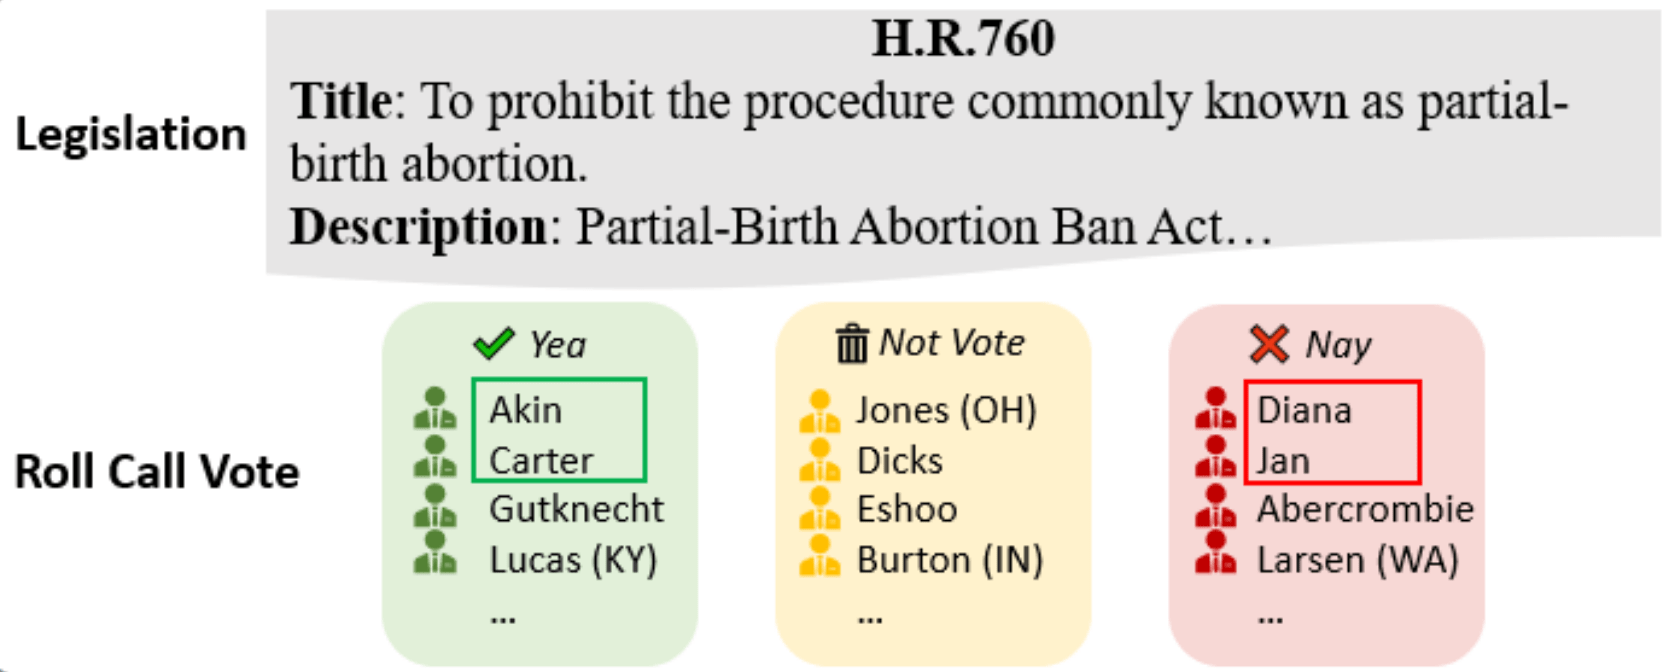 H.R.760
Legislation
Title: To prohibit the procedure commonly known as partial-
birth abortion.
Description: Partial-Birth Abortion Ban Act...
Roll Call Vote
Yea
Akin
Carter
Gutknecht
Lucas (KY)
...
Not Vote
Jones (OH)
Dicks
Eshoo
Burton (IN)
...
Nay
Diana
Jan
Abercrombie
Larsen (WA)
...